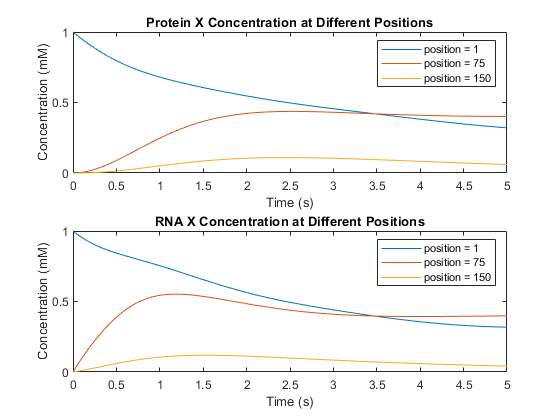 Protein X Concentration at Different Positions
Concentration (mM)
1
0.5
0
position = 1
position = 75
position = 150
0 0.5 1 1.5 2 2.5 3 3.5 4 4.5 5
Time (s)
RNA X Concentration at Different Positions
Concentration (mM)
1
0.5
0
position = 1
position = 75
position = 150
0 0.5 1 1.5 2 2.5 3 3.5 4 4.5 5
Time (s)